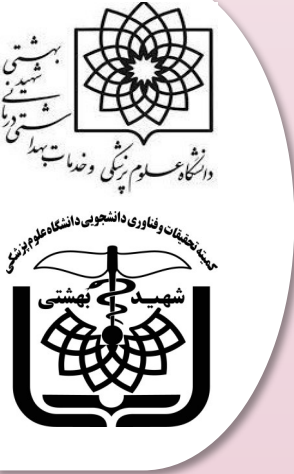 دانشگاه علوم پزشکی و خدمات بهداشتی درمانی شهید بهشتی
کمیته تحقیقات و فناوری دانشجویی دانشگاه علوم پزشکی
شهید بهشتی